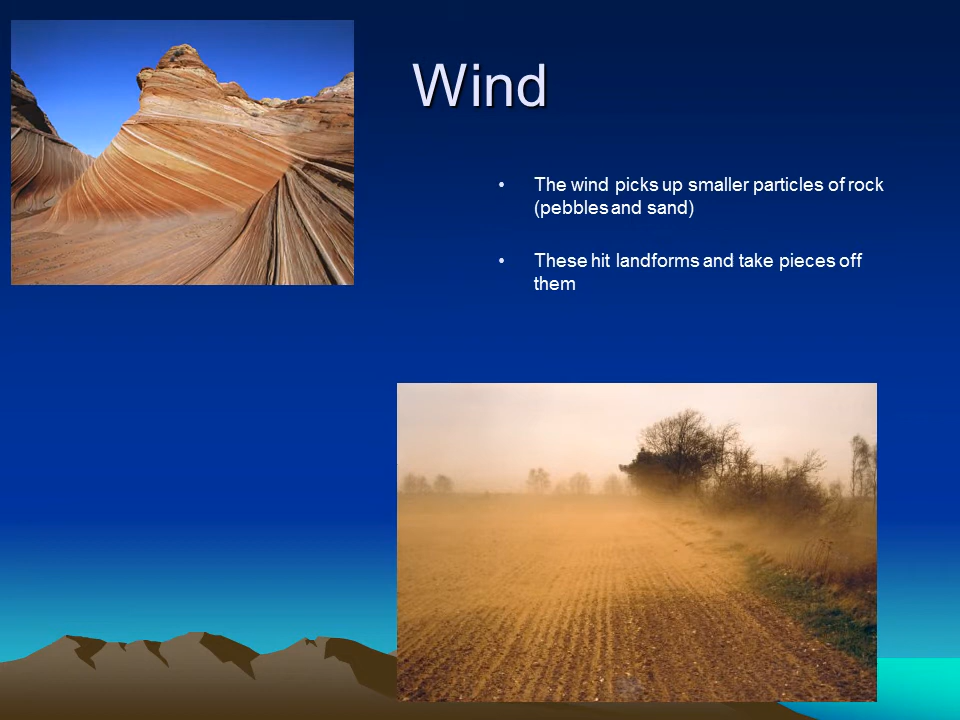 Wind
• The wind picks up smaller particles of rock
(pebbles and sand)
• These hit landforms and take pieces off
them